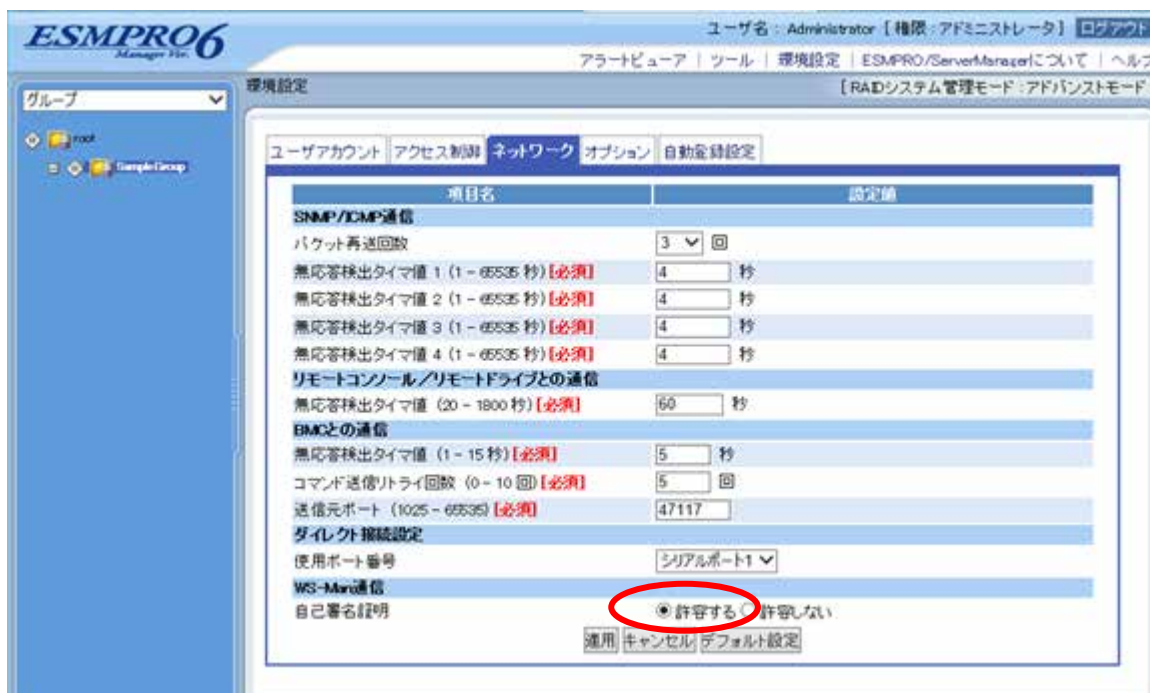 ESMPRO6
Manager Ver.
ユーザ名 : Administrator 【権限 : アドミニストレータ】 ログアウト
アラートビューア | ツール | 環境設定 | ESMPRO/ServerManagerについて | ヘルプ
グループ
環境設定
【RAIDシステム管理モード : アドバンストモード
root
SampleGroup
ユーザアカウント アクセス制御 ネットワーク オプション 自動登録設定
項目名 設定値
SNMP/ICMP通信
パケット再送回数 3 回
無応答検出タイマ値 1 (1 - 65535 秒)【必須】 4 秒
無応答検出タイマ値 2 (1 - 65535 秒)【必須】 4 秒
無応答検出タイマ値 3 (1 - 65535 秒)【必須】 4 秒
無応答検出タイマ値 4 (1 - 65535 秒)【必須】 4 秒
リモートコンソール/リモートドライブとの通信
無応答検出タイマ値 (20 - 1800 秒)【必須】 60 秒
BMCとの通信
無応答検出タイマ値 (1 - 15 秒)【必須】 5 秒
コマンド送信リトライ回数 (0 - 10 回)【必須】 5 回
送信元ポート (1025 - 65535)【必須】 47117
ダイレクト接続設定
使用ポート番号 シリアルポート1
WS-Man通信
自己署名証明 許容する 許容しない
適用 キャンセル デフォルト設定